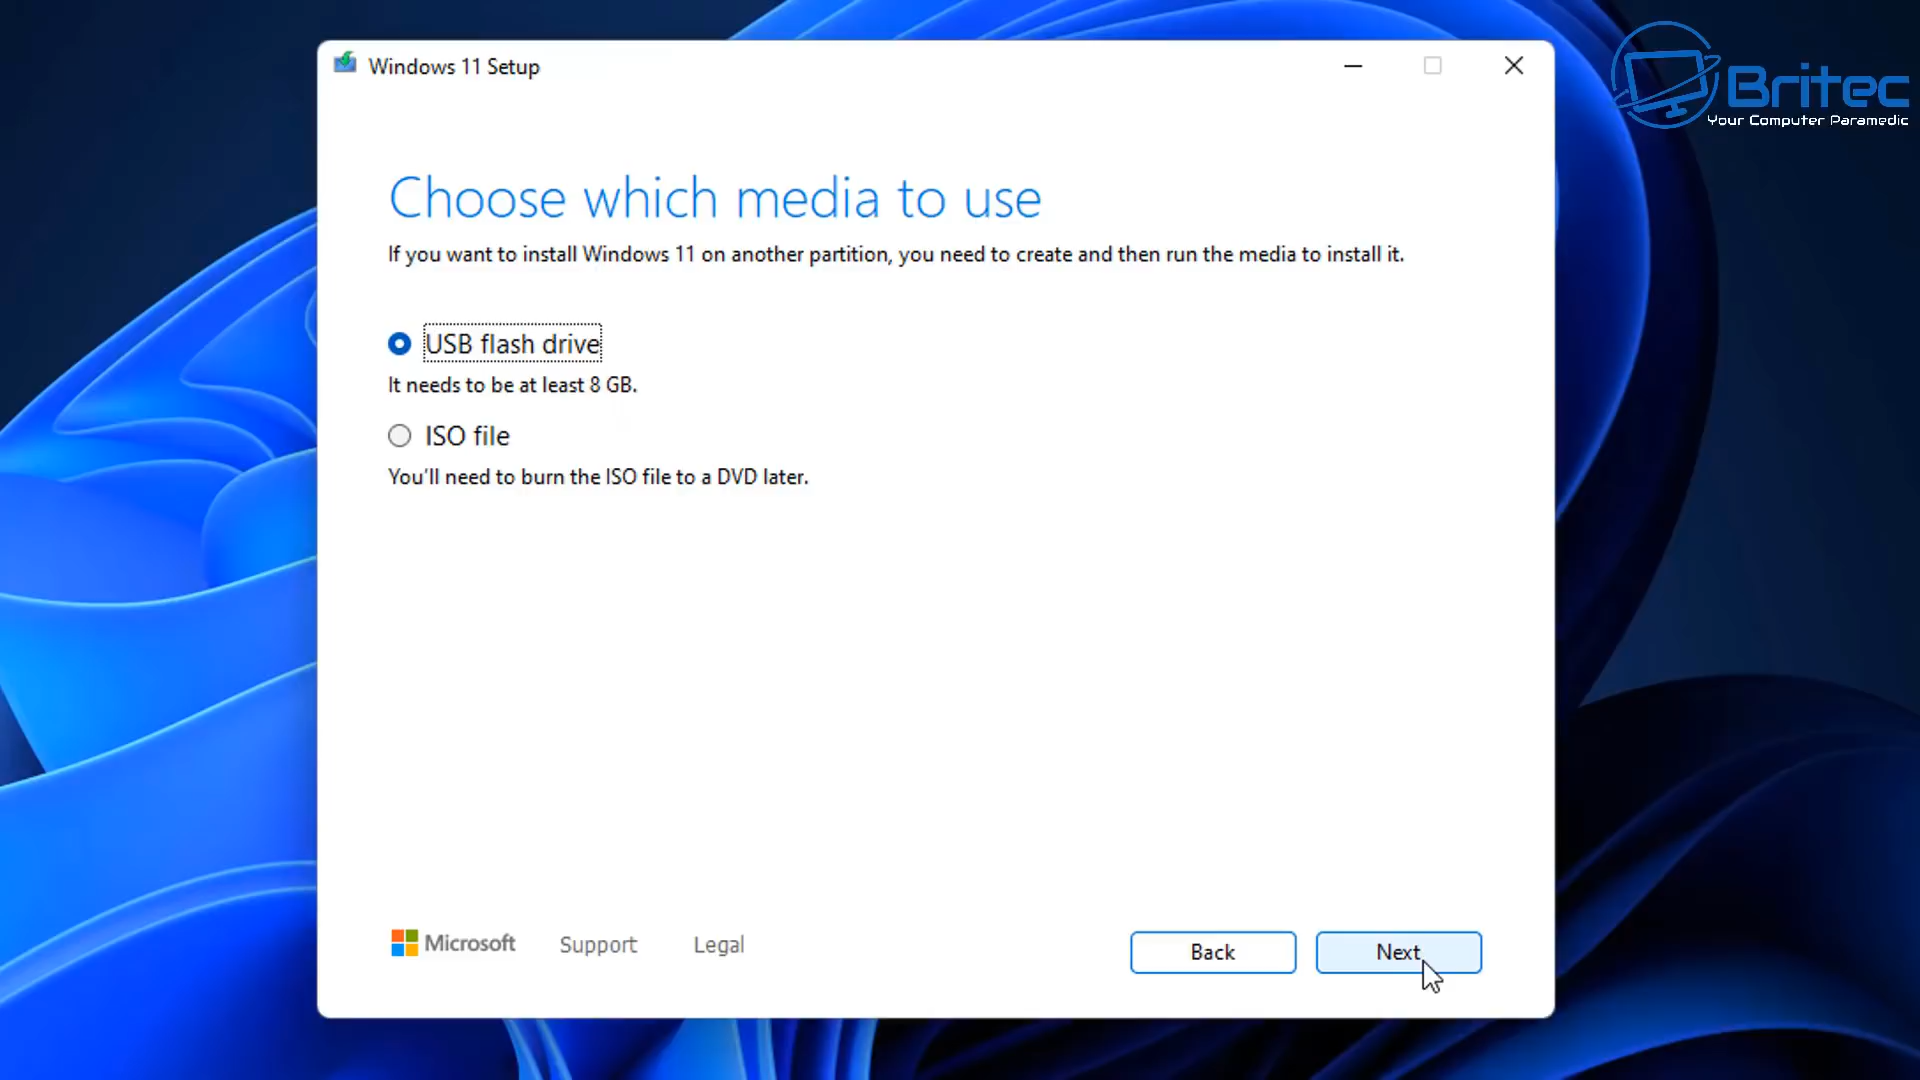 Windows 11 Setup
Britec
Your Computer Paramedic
Choose which media to use
If you want to install Windows 11 on another partition, you need to create and then run the media to install it.
USB flash drive
It needs to be at least 8 GB.
ISO file
You'll need to burn the ISO file to a DVD later.
Microsoft Support Legal Back Next